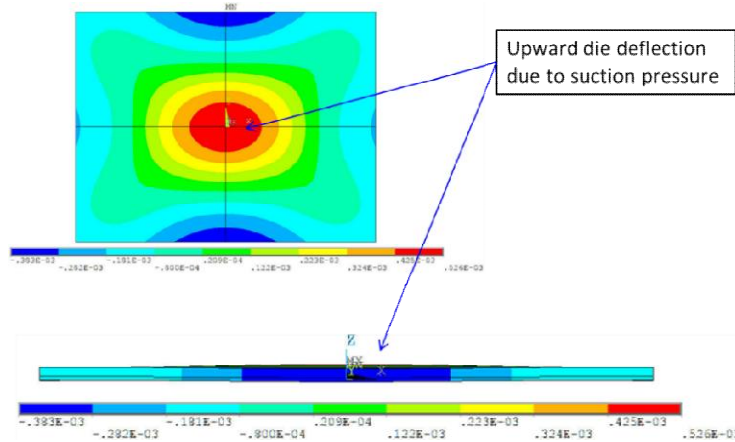 MN
Upward die deflection
due to suction pressure
X
-.383E-03 -.181E-03 .209E-04 .223E-03 .425E-03
-.282E-03 -.800E-04 .122E-03 .324E-03 .526E-03
Z
MX
Y X
-.383E-03 -.181E-03 .209E-04 .223E-03 .425E-03
-.282E-03 -.800E-04 .122E-03 .324E-03 .526E-03